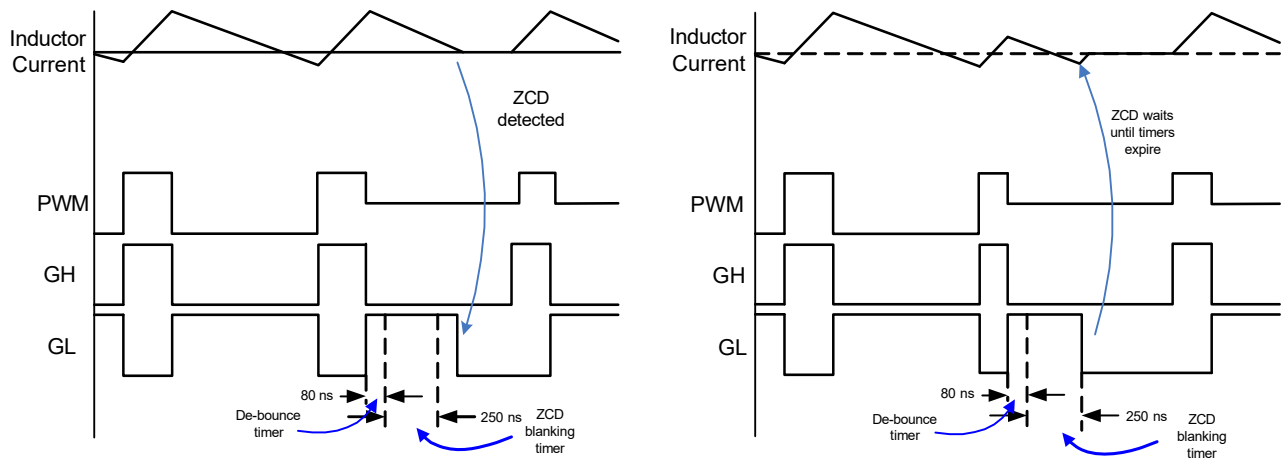 Inductor
Current
ZCD
detected
PWM
GH
GL
80 ns
De-bounce
timer
250 ns
ZCD
blanking
timer
Inductor
Current
ZCD waits
until timers
expire
PWM
GH
GL
80 ns
De-bounce
timer
250 ns
ZCD
blanking
timer